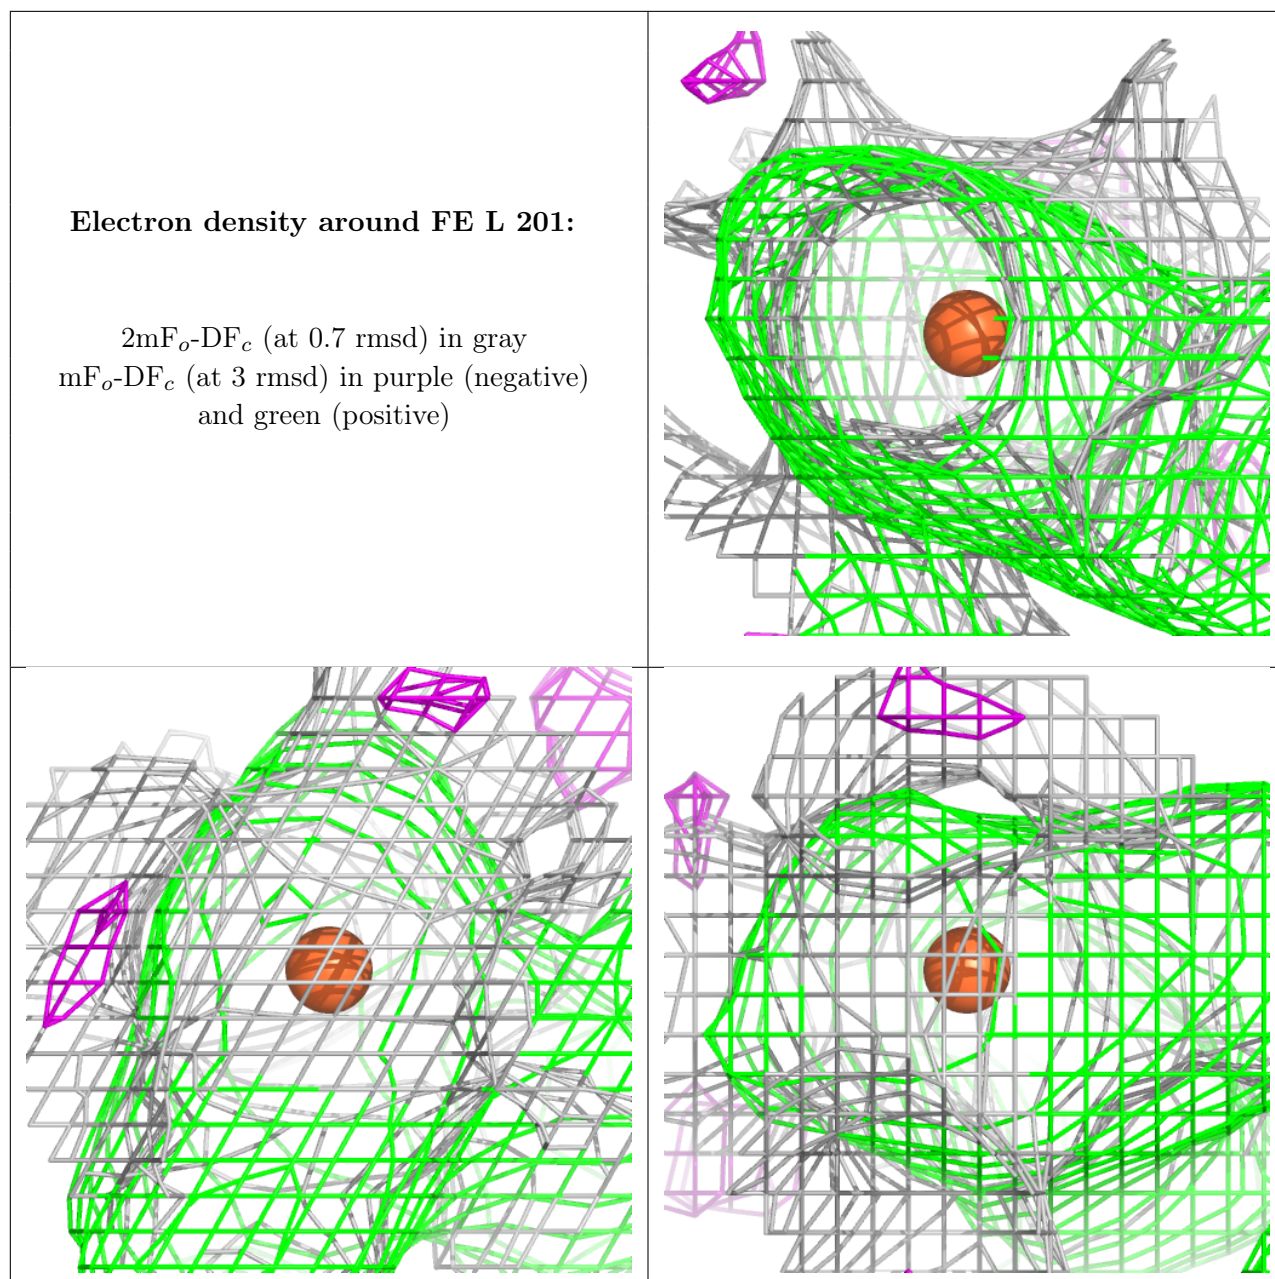 Electron density around FE L 201:
2mFₒ-DF𝒸 (at 0.7 rmsd) in gray
mFₒ-DF𝒸 (at 3 rmsd) in purple (negative)
and green (positive)